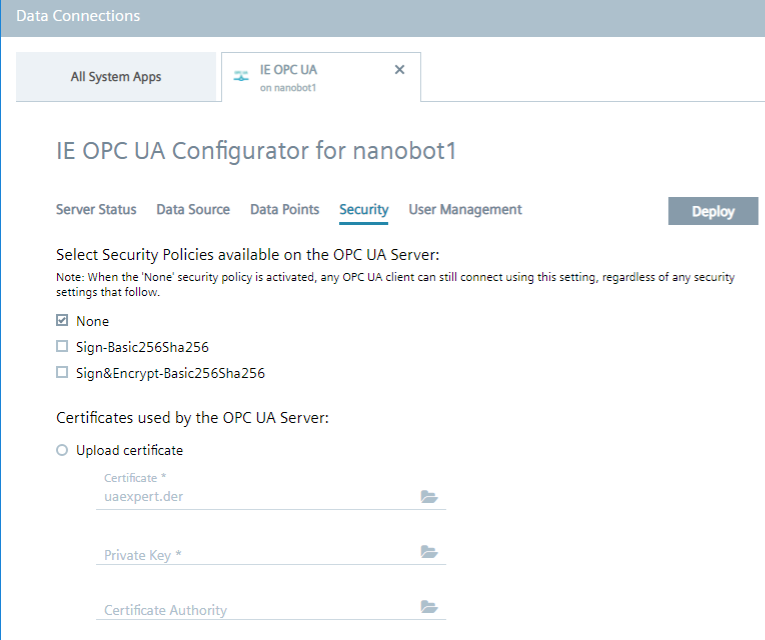 Data Connections
All System Apps
IE OPC UA
on nanobot1
IE OPC UA Configurator for nanobot1
Server Status Data Source Data Points Security User Management Deploy
Select Security Policies available on the OPC UA Server:
Note: When the 'None' security policy is activated, any OPC UA client can still connect using this setting, regardless of any security
settings that follow.
None
Sign-Basic256Sha256
Sign&Encrypt-Basic256Sha256
Certificates used by the OPC UA Server:
Upload certificate
Certificate *
uaexpert.der
Private Key *
Certificate Authority